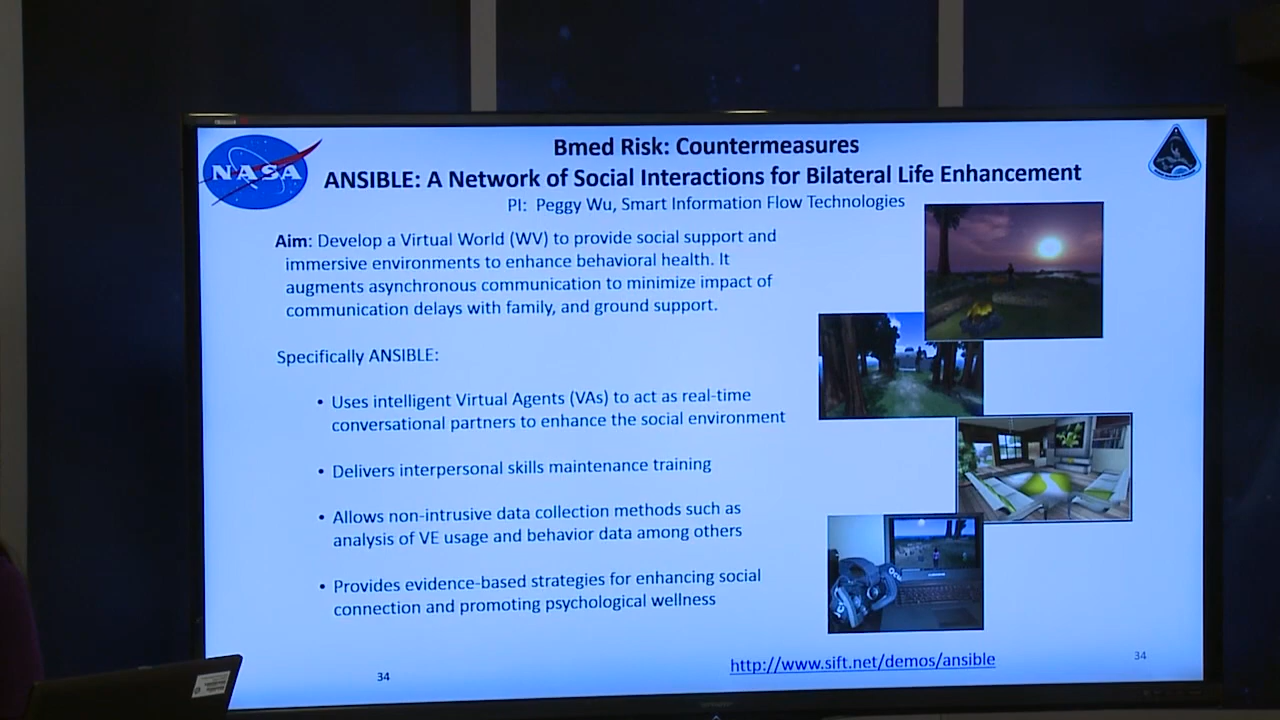 Bmed Risk: Countermeasures
NASA
ANSIBLE: A Network of Social Interactions for Bilateral Life Enhancement
PI: Peggy Wu, Smart Information Flow Technologies
Aim: Develop a Virtual World (WV) to provide social support and
immersive environments to enhance behavioral health. It
augments asynchronous communication to minimize impact of
communication delays with family, and ground support.
Specifically ANSIBLE:
• Uses intelligent Virtual Agents (VAs) to act as real-time
conversational partners to enhance the social environment
• Delivers interpersonal skills maintenance training
• Allows non-intrusive data collection methods such as
analysis of VE usage and behavior data among others
• Provides evidence-based strategies for enhancing social
connection and promoting psychological wellness
http://www.sift.net/demos/ansible
34
34